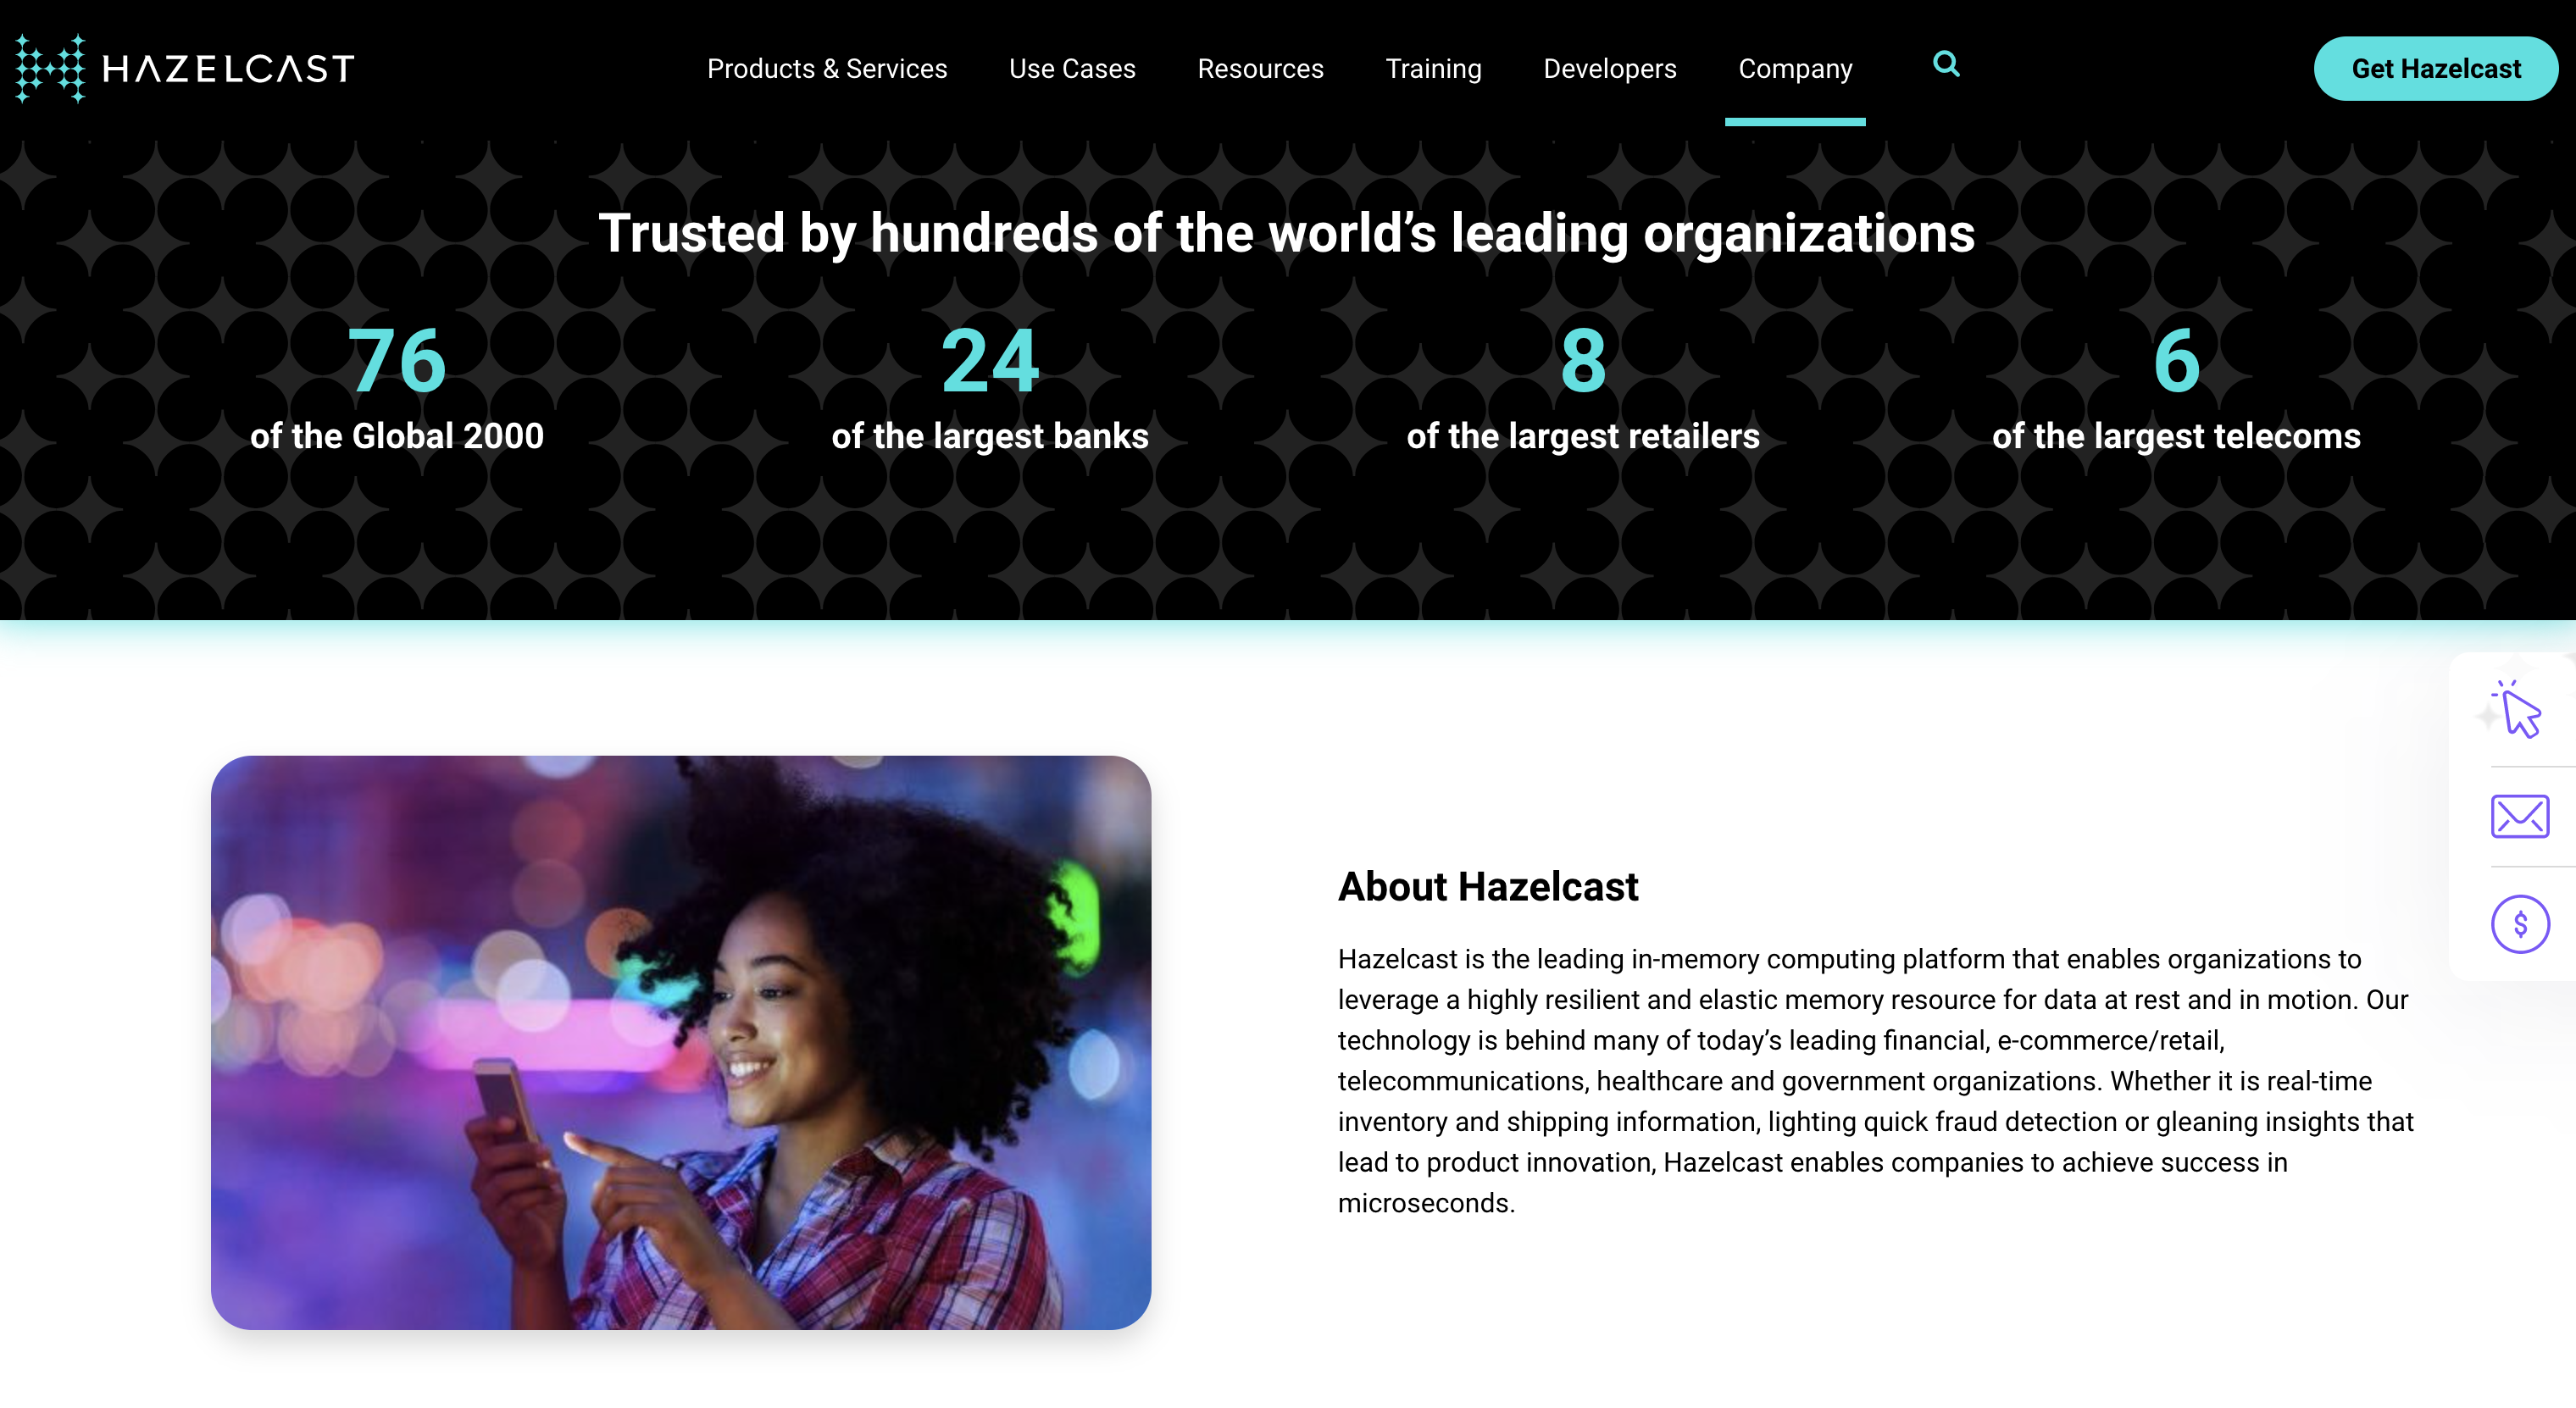 HAZELCAST
Products & Services
Use Cases
Resources
Training
Developers
Company
Get Hazelcast
Trusted by hundreds of the world’s leading organizations
76
of the Global 2000
24
of the largest banks
8
of the largest retailers
6
of the largest telecoms
About Hazelcast
Hazelcast is the leading in-memory computing platform that enables organizations to
leverage a highly resilient and elastic memory resource for data at rest and in motion. Our
technology is behind many of today’s leading financial, e-commerce/retail,
telecommunications, healthcare and government organizations. Whether it is real-time
inventory and shipping information, lighting quick fraud detection or gleaning insights that
lead to product innovation, Hazelcast enables companies to achieve success in
microseconds.
$